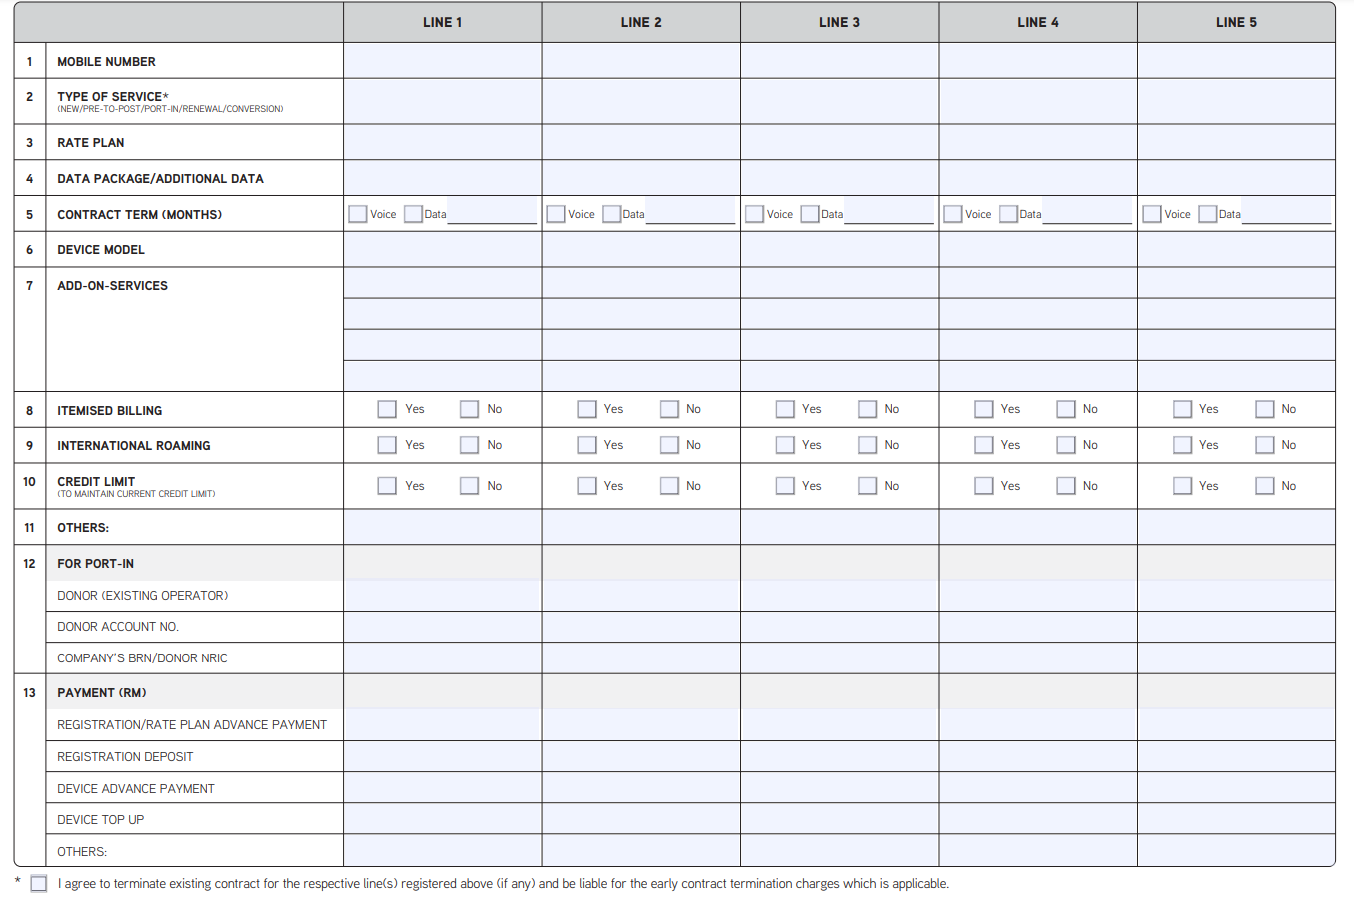 LINE 1 LINE 2 LINE 3 LINE 4 LINE 5
1 MOBILE NUMBER
2 TYPE OF SERVICE*
(NEW/PRE-TO-POST/PORT-IN/RENEWAL/CONVERSION)
3 RATE PLAN
4 DATA PACKAGE/ADDITIONAL DATA
5 CONTRACT TERM (MONTHS) Voice Data Voice Data Voice Data Voice Data Voice Data
6 DEVICE MODEL
7 ADD-ON-SERVICES
8 ITEMISED BILLING Yes No Yes No Yes No Yes No Yes No
9 INTERNATIONAL ROAMING Yes No Yes No Yes No Yes No Yes No
10 CREDIT LIMIT Yes No Yes No Yes No Yes No Yes No
(TO MAINTAIN CURRENT CREDIT LIMIT)
11 OTHERS:
12 FOR PORT-IN
DONOR (EXISTING OPERATOR)
DONOR ACCOUNT NO.
COMPANY'S BRN/DONOR NRIC
13 PAYMENT (RM)
REGISTRATION/RATE PLAN ADVANCE PAYMENT
REGISTRATION DEPOSIT
DEVICE ADVANCE PAYMENT
DEVICE TOP UP
OTHERS:
* I agree to terminate existing contract for the respective line(s) registered above (if any) and be liable for the early contract termination charges which is applicable.